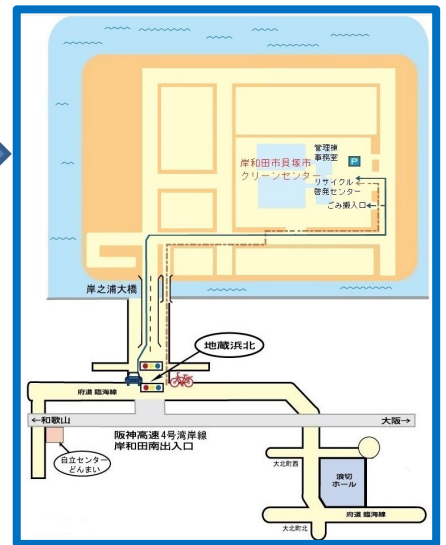 管理棟
事務室
P
岸和田市貝塚市
クリーンセンター
リサイクル
啓発センター
ごみ搬入口
岸之浦大橋
地蔵浜北
府道 臨海線
←和歌山
大阪→
阪神高速4号湾岸線
岸和田南出入口
自立センター
どんまい
大北町西
浪切
ホール
府道 臨海線
大北町北